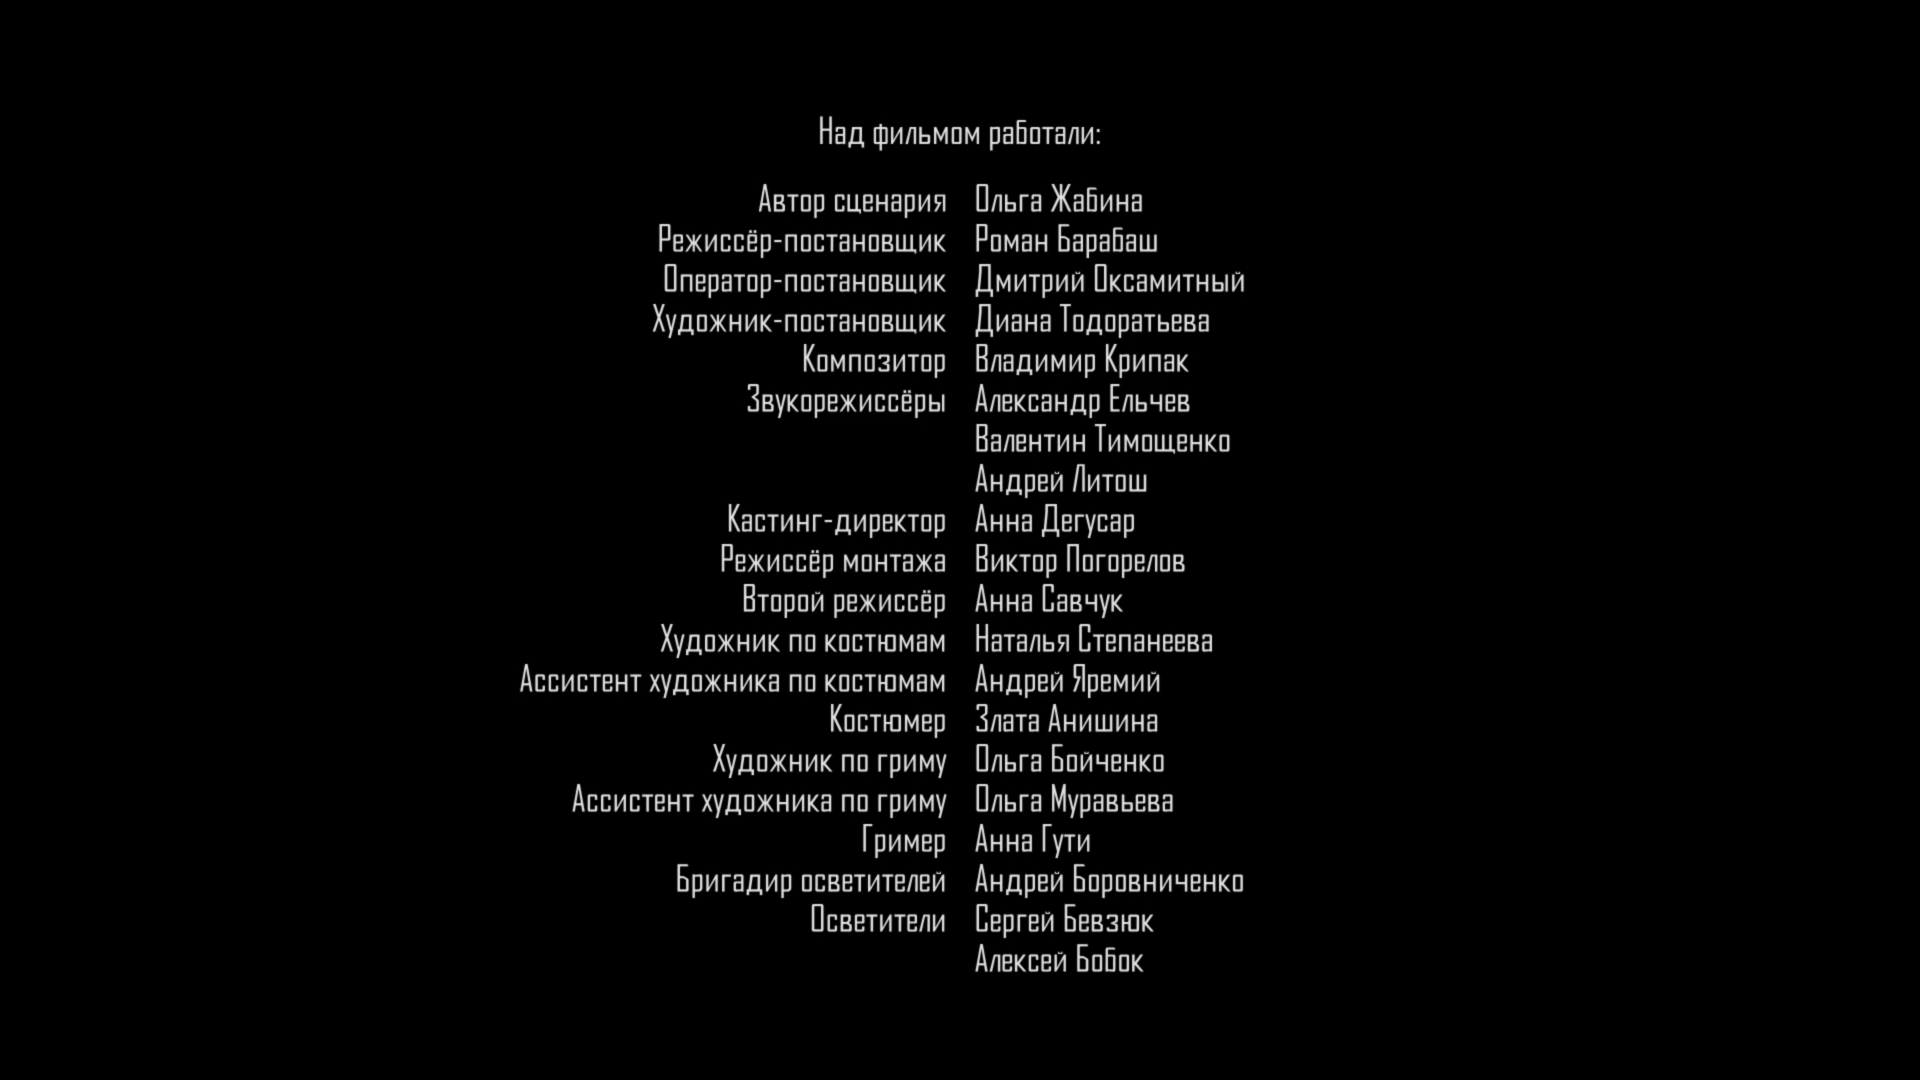 Над фильмом работали:
Автор сценария Ольга Жабина
Режиссёр-постановщик Роман Барабаш
Оператор-постановщик Дмитрий Оксамитный
Художник-постановщик Диана Тодоратьева
Композитор Владимир Крипак
Звукорежиссёры Александр Ельчев
Валентин Тимощенко
Андрей Литош
Кастинг-директор Анна Дегусар
Режиссёр монтажа Виктор Погорелов
Второй режиссёр Анна Савчук
Художник по костюмам Наталья Степанеева
Ассистент художника по костюмам Андрей Яремий
Костюмер Злата Анишина
Художник по гриму Ольга Бойченко
Ассистент художника по гриму Ольга Муравьева
Гример Анна Гути
Бригадир осветителей Андрей Боровниченко
Осветители Сергей Бевзюк
Алексей Бобок